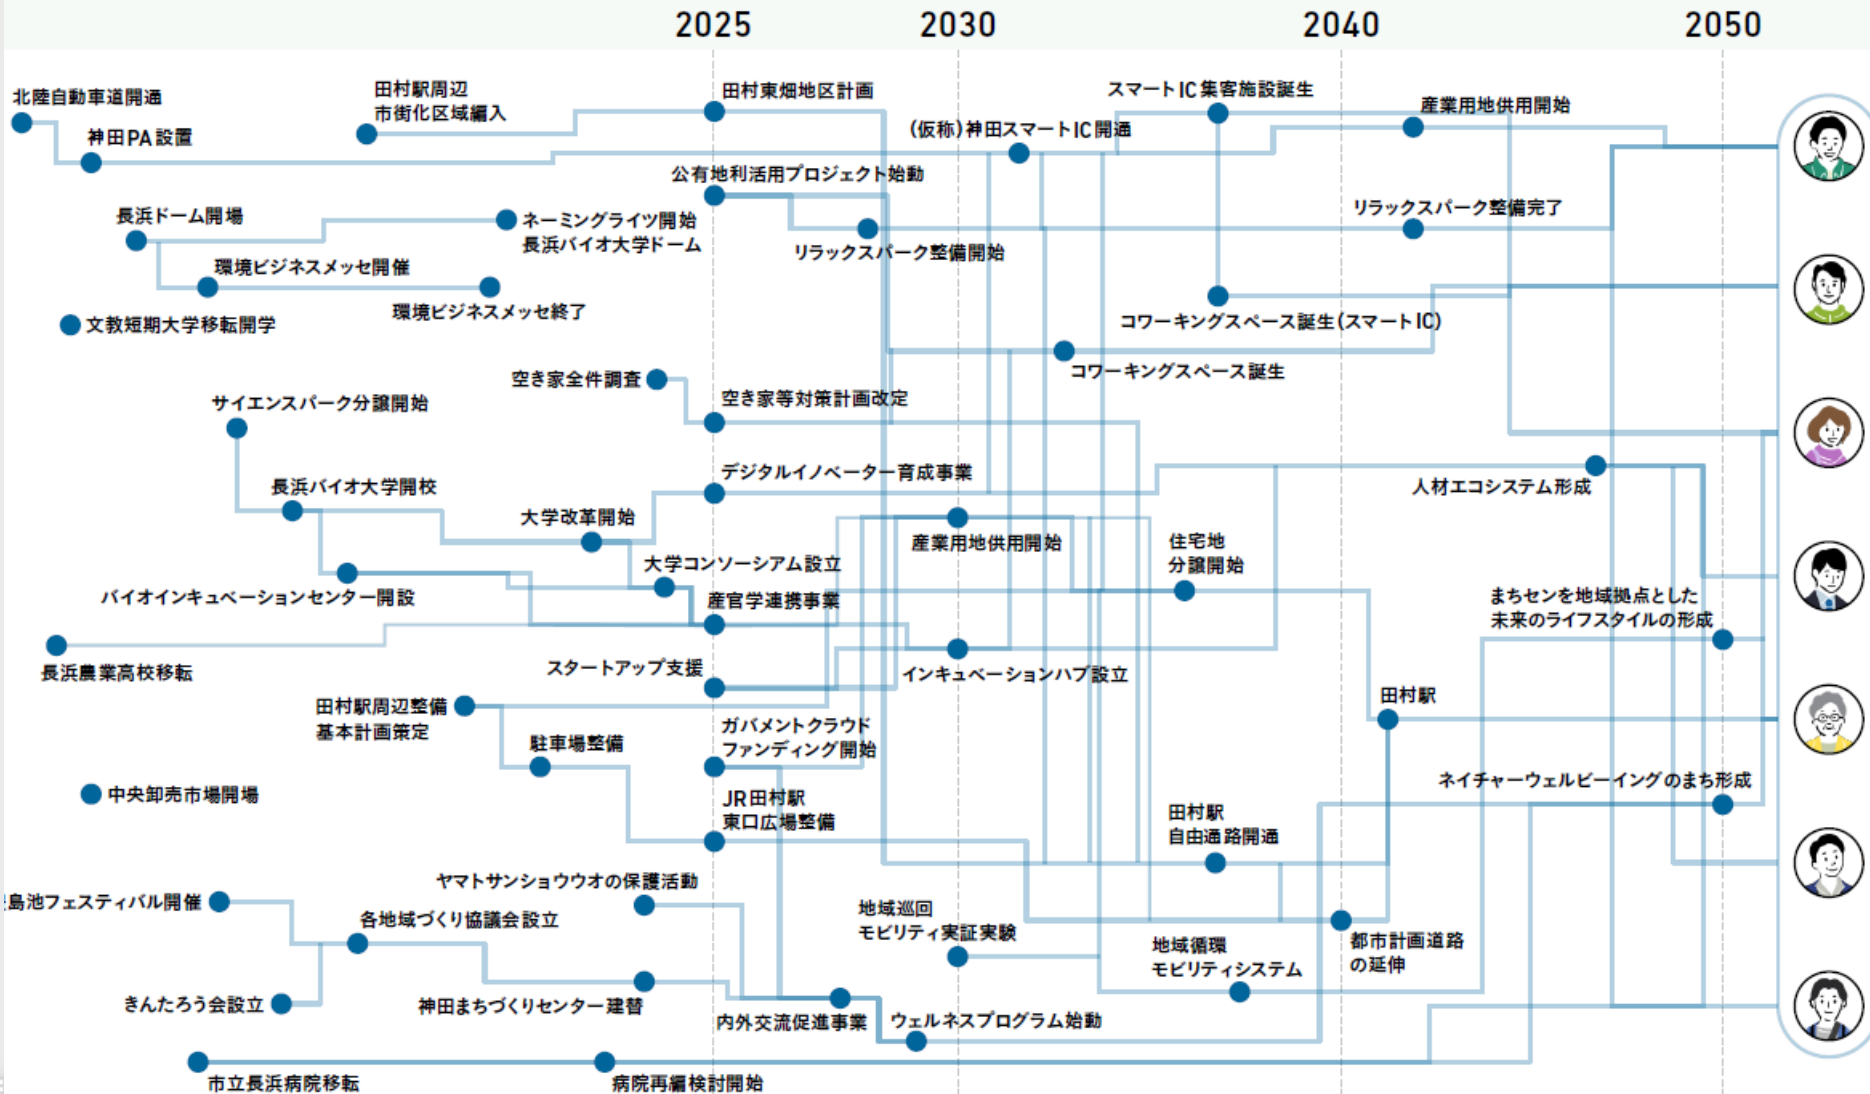 2025
2030
2040
2050
北陸自動車道開通
神田PA設置
田村駅周辺
市街化区域編入
田村東畑地区計画
(仮称)神田スマートIC開通
スマートIC集客施設誕生
産業用地供用開始
公有地利活用プロジェクト始動
長浜ドーム開場
ネーミングライツ開始
長浜バイオ大学ドーム
リラックスパーク整備開始
リラックスパーク整備完了
環境ビジネスメッセ開催
環境ビジネスメッセ終了
文教短期大学移転開学
コワーキングスペース誕生(スマートIC)
コワーキングスペース誕生
空き家全件調査
空き家等対策計画改定
サイエンスパーク分譲開始
デジタルイノベーター育成事業
人材エコシステム形成
長浜バイオ大学開校
大学改革開始
産業用地供用開始
住宅地
分譲開始
大学コンソーシアム設立
バイオインキュベーションセンター開設
産官学連携事業
まちセンを地域拠点とした
未来のライフスタイルの形成
長浜農業高校移転
スタートアップ支援
インキュベーションハブ設立
田村駅周辺整備
基本計画策定
ガバメントクラウド
ファンディング開始
田村駅
駐車場整備
中央卸売市場開場
JR田村駅
東口広場整備
ネイチャーウェルビーイングのまち形成
田村駅
自由通路開通
ヤマトサンショウウオの保護活動
島池フェスティバル開催
各地域づくり協議会設立
地域巡回
モビリティ実証実験
地域循環
モビリティシステム
都市計画道路
の延伸
きんたろう会設立
神田まちづくりセンター建替
内外交流促進事業
ウェルネスプログラム始動
市立長浜病院移転
病院再編検討開始